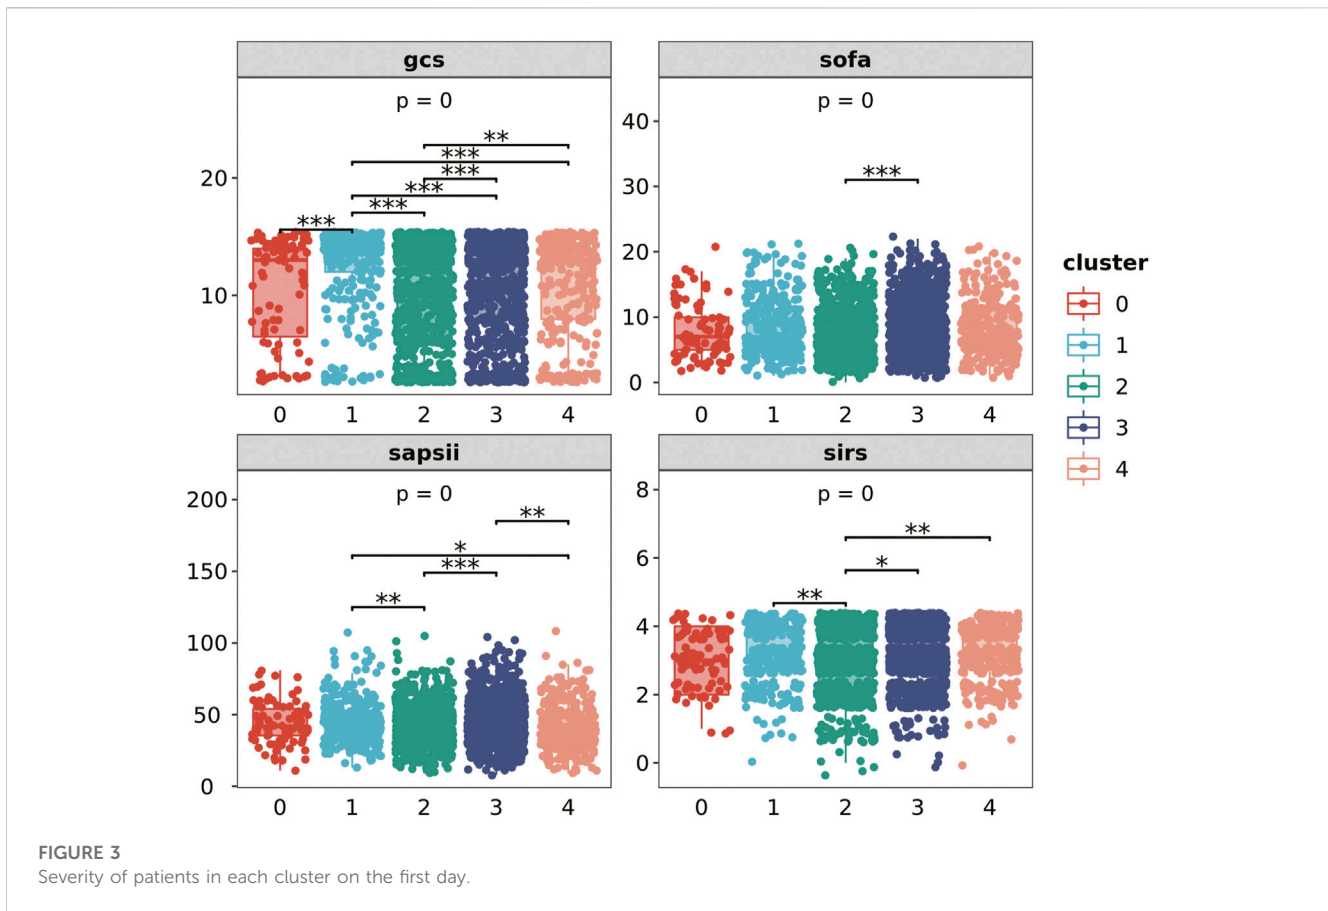 gcs
p = 0
**
***
***
***
***
***
20
10
0 1 2 3 4
sofa
p = 0
***
40
30
20
10
0
0 1 2 3 4
sapsii
p = 0
**
*
***
**
200
150
100
50
0
0 1 2 3 4
sirs
p = 0
**
*
**
8
6
4
2
0
0 1 2 3 4
cluster
0
1
2
3
4
FIGURE 3
Severity of patients in each cluster on the first day.